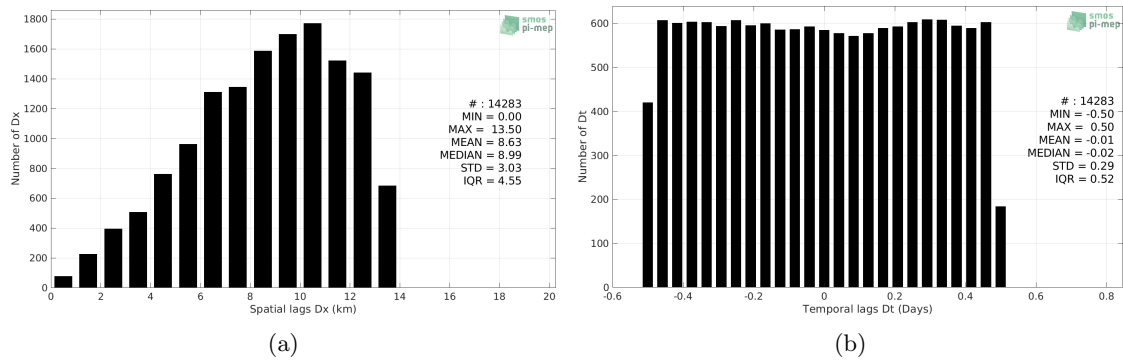 1800
1600
1400
1200
1000
800
600
400
200
0
Number of Dx
smos
pi-mep
# : 14283
MIN = 0.00
MAX = 13.50
MEAN = 8.63
MEDIAN = 8.99
STD = 3.03
IQR = 4.55
0 2 4 6 8 10 12 14 16 18 20
Spatial lags Dx (km)
(a)
600
500
400
300
200
100
0
Number of Dt
smos
pi-mep
# : 14283
MIN = -0.50
MAX = 0.50
MEAN = -0.01
MEDIAN = -0.02
STD = 0.29
IQR = 0.52
-0.6 -0.4 -0.2 0 0.2 0.4 0.6 0.8
Temporal lags Dt (Days)
(b)